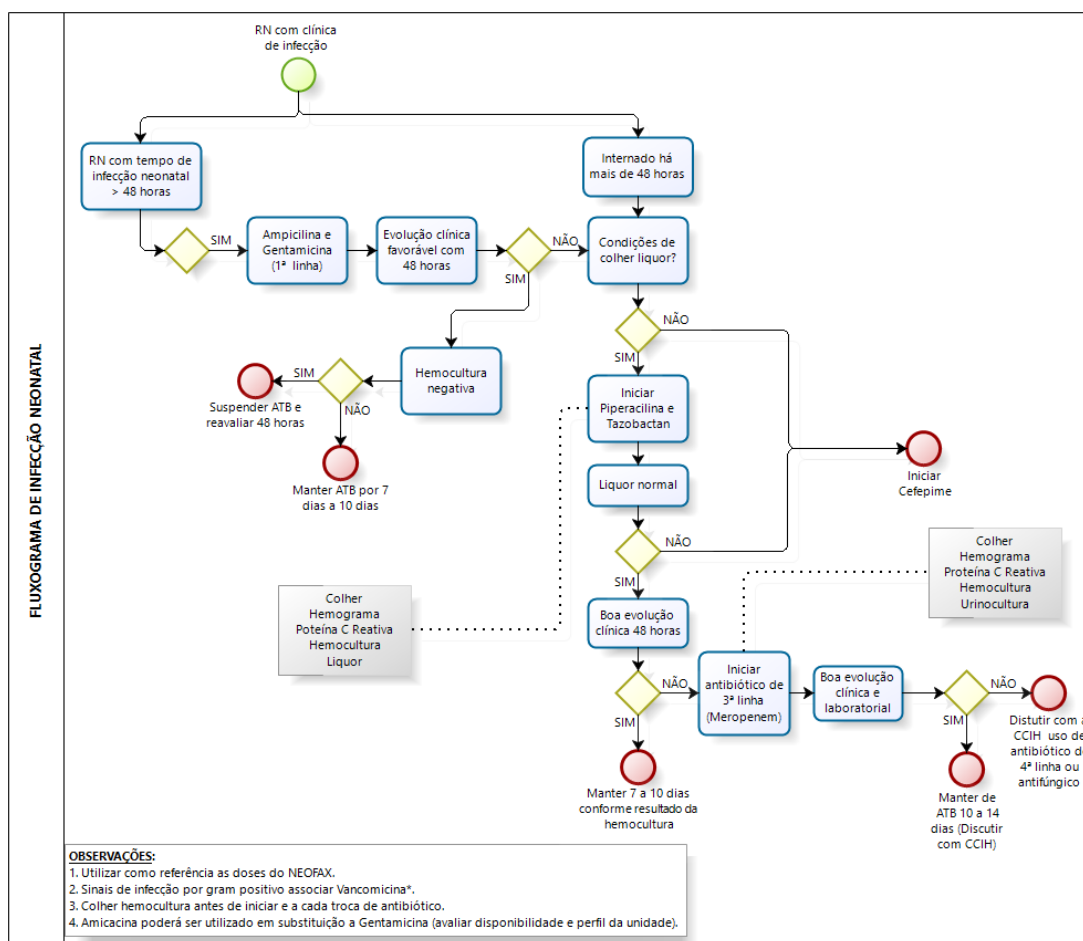 FLUXOGRAMA DE INFECÇÃO NEONATAL
RN com clínica
de infecção
RN com tempo de
infecção neonatal
> 48 horas
Internado há
mais de 48 horas
SIM
Ampicilina e
Gentamicina
(1ª linha)
Evolução clínica
favorável com
48 horas
NÃO
SIM
Condições de
colher liquor?
NÃO
SIM
Hemocultura
negativa
SIM
NÃO
Suspender ATB e
reavaliar 48 horas
Manter ATB por 7
dias a 10 dias
Iniciar
Piperacilina e
Tazobactan
Liquor normal
Iniciar
Cefepime
NÃO
SIM
Colher
Hemograma
Proteína C Reativa
Hemocultura
Urinocultura
Colher
Hemograma
Poteína C Reativa
Hemocultura
Liquor
Boa evolução
clínica 48 horas
NÃO
SIM
Iniciar
antibiótico de
3ª linha
(Meropenem)
Boa evolução
clínica e
laboratorial
NÃO
SIM
Distutir com a
CCIH uso de
antibiótico de
4ª linha ou
antifúngico
Manter de
ATB 10 a 14
dias (Discutir
com CCIH)
Manter 7 a 10 dias
conforme resultado da
hemocultura
OBSERVAÇÕES:
1. Utilizar como referência as doses do NEOFAX.
2. Sinais de infecção por gram positivo associar Vancomicina*.
3. Colher hemocultura antes de iniciar e a cada troca de antibiótico.
4. Amicacina poderá ser utilizado em substituição a Gentamicina (avaliar disponibilidade e perfil da unidade).